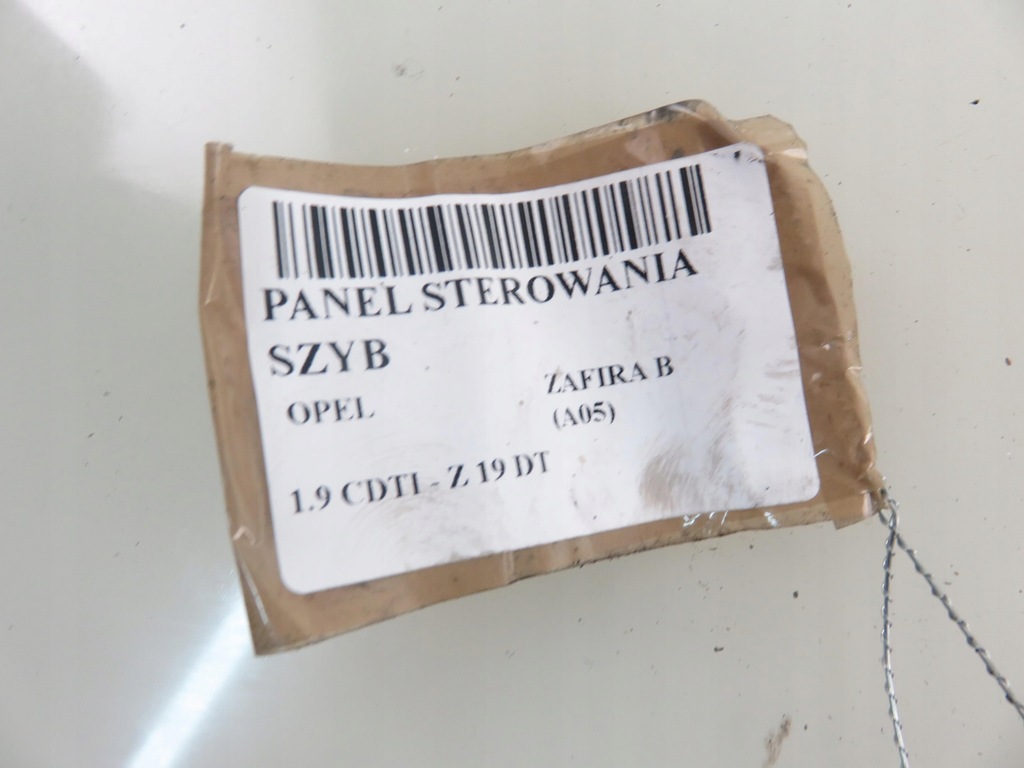 PANEL STEROWANIA
SZYB
OPEL
ZAFIRA B
(A05)
1.9 CDTI - Z 19 DT